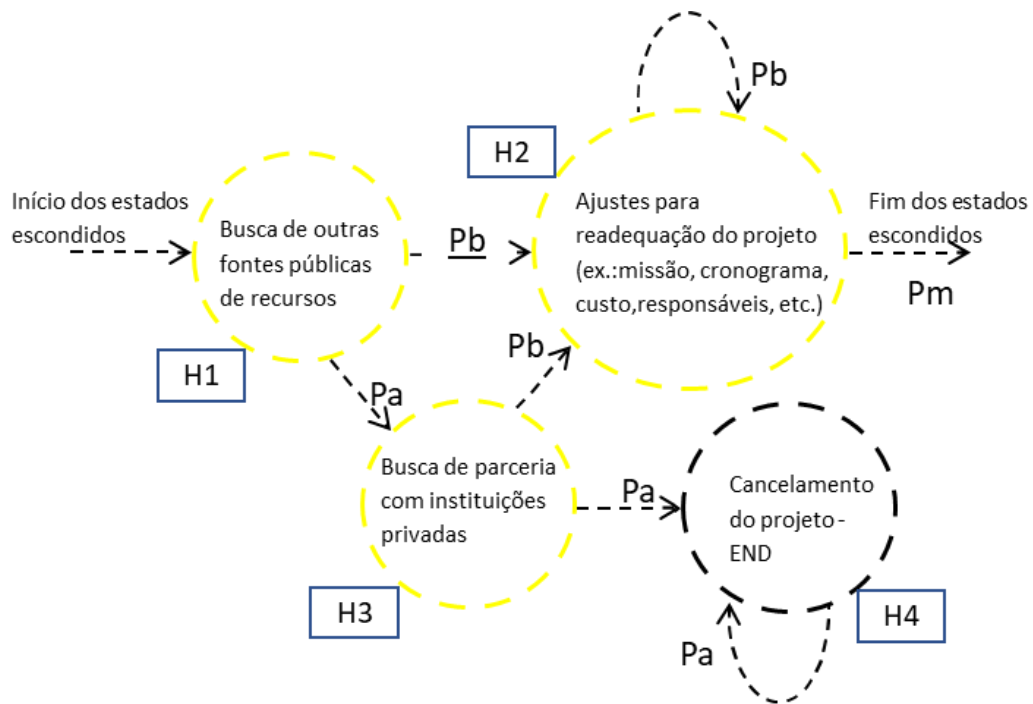 Pb
H2
Início dos estados
escondidos
Busca de outras
fontes públicas
de recursos
Pb
Ajustes para
readequação do projeto
(ex.:missão, cronograma,
custo,responsáveis, etc.)
Fim dos estados
escondidos
Pm
H1
Pa
Pb
Busca de parceria
com instituições
privadas
Pa
Cancelamento
do projeto -
END
H3
H4
Pa